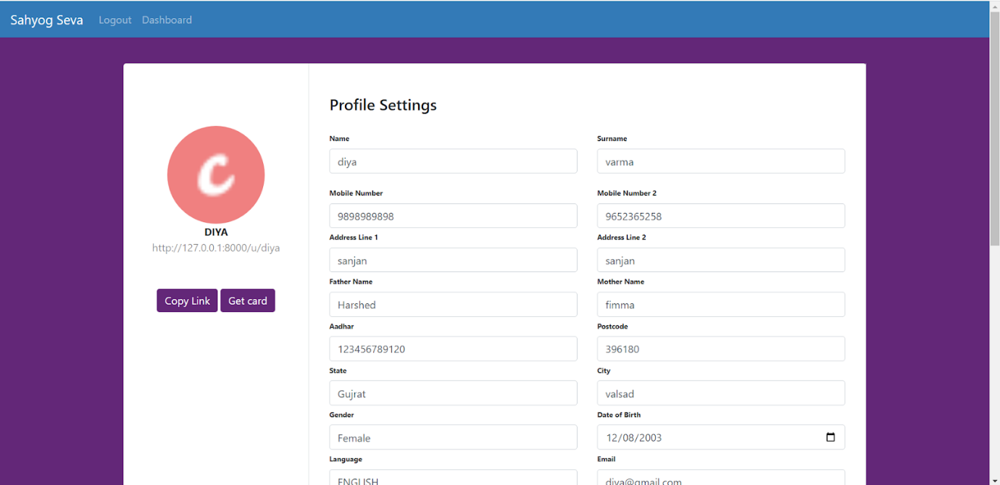 Sahyog Seva Logout Dashboard
Profile Settings
Name Surname
diya varma
C
Mobile Number Mobile Number 2
9898989898 9652365258
DIYA
http://127.0.0.1:8000/u/diya
Address Line 1 Address Line 2
sanjan sanjan
Father Name Mother Name
Copy Link Get card
Harshed fimma
Aadhar Postcode
123456789120 396180
State City
Gujrat valsad
Gender Date of Birth
Female 12/08/2003
Language Email
ENGLISH diya@gmail.com